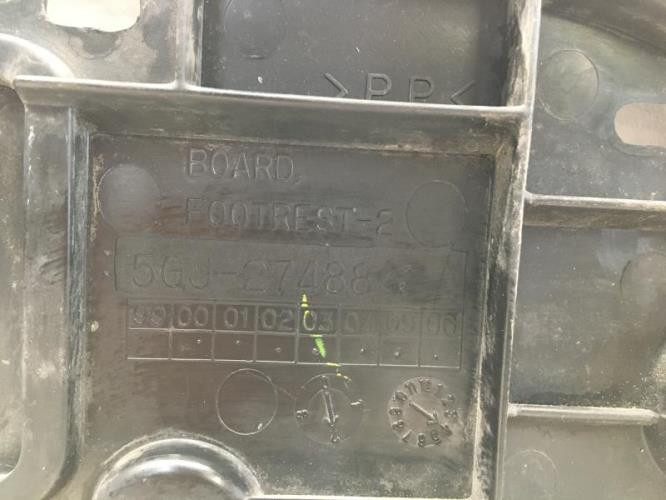 >PP<
BOARD,
FOOTREST-2
5GJ-27488
99 00 01 02 03 04 05 06